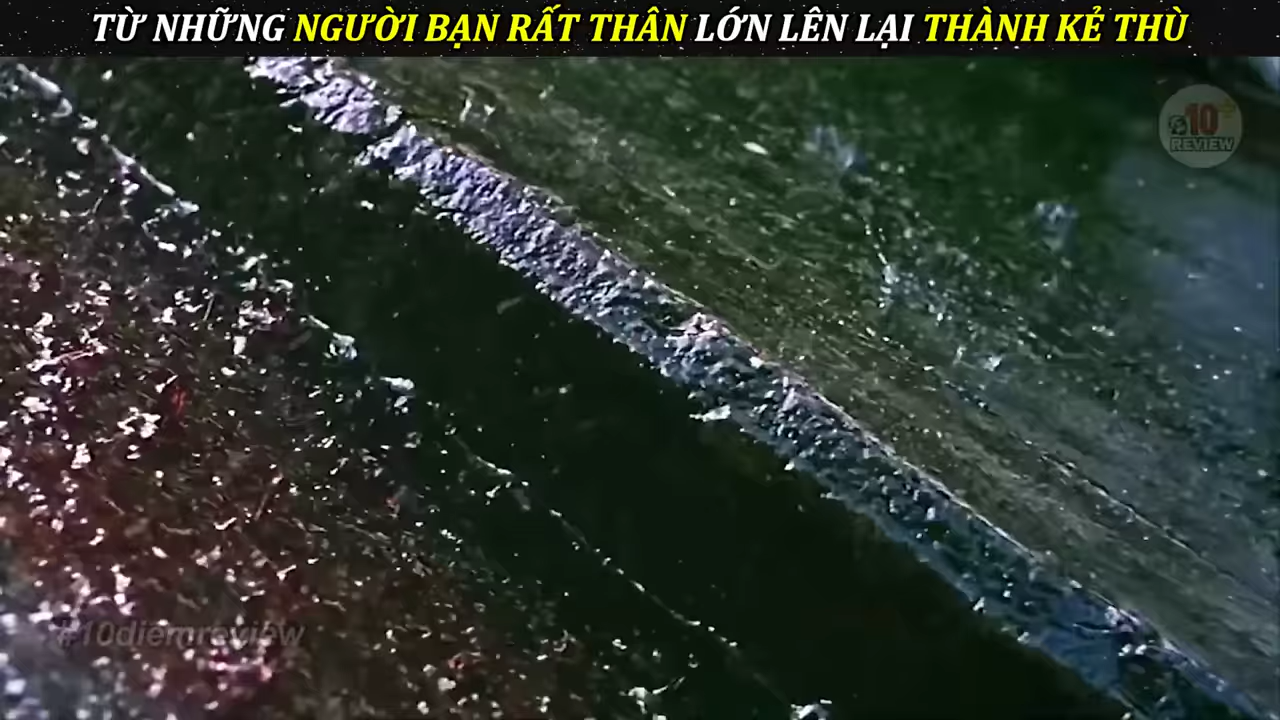 TỪ NHỮNG NGƯỜI BẠN RẤT THÂN LỚN LÊN LẠI THÀNH KẺ THÙ
10+
REVIEW
#10diemreview